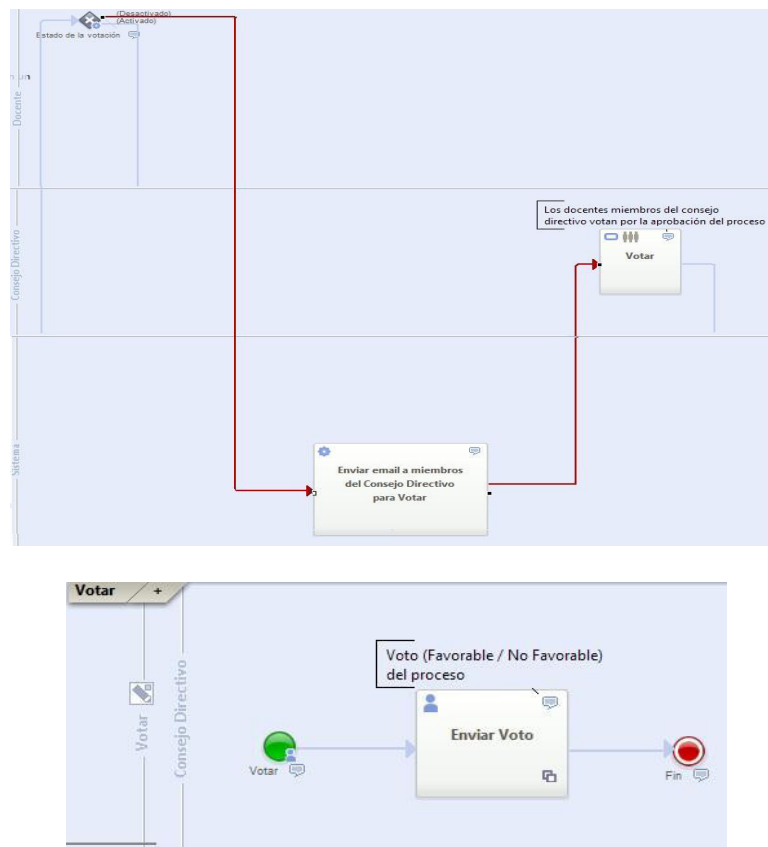 (Desactivado)
(Activado)
Estado de la votación
Docente
Los docentes miembros del consejo
directivo votan por la aprobación del proceso
Votar
Consejo Directivo
Enviar email a miembros
del Consejo Directivo
para Votar
Sistema
Votar +
Voto (Favorable / No Favorable)
del proceso
Enviar Voto
Votar
Consejo Directivo
Votar
Fin